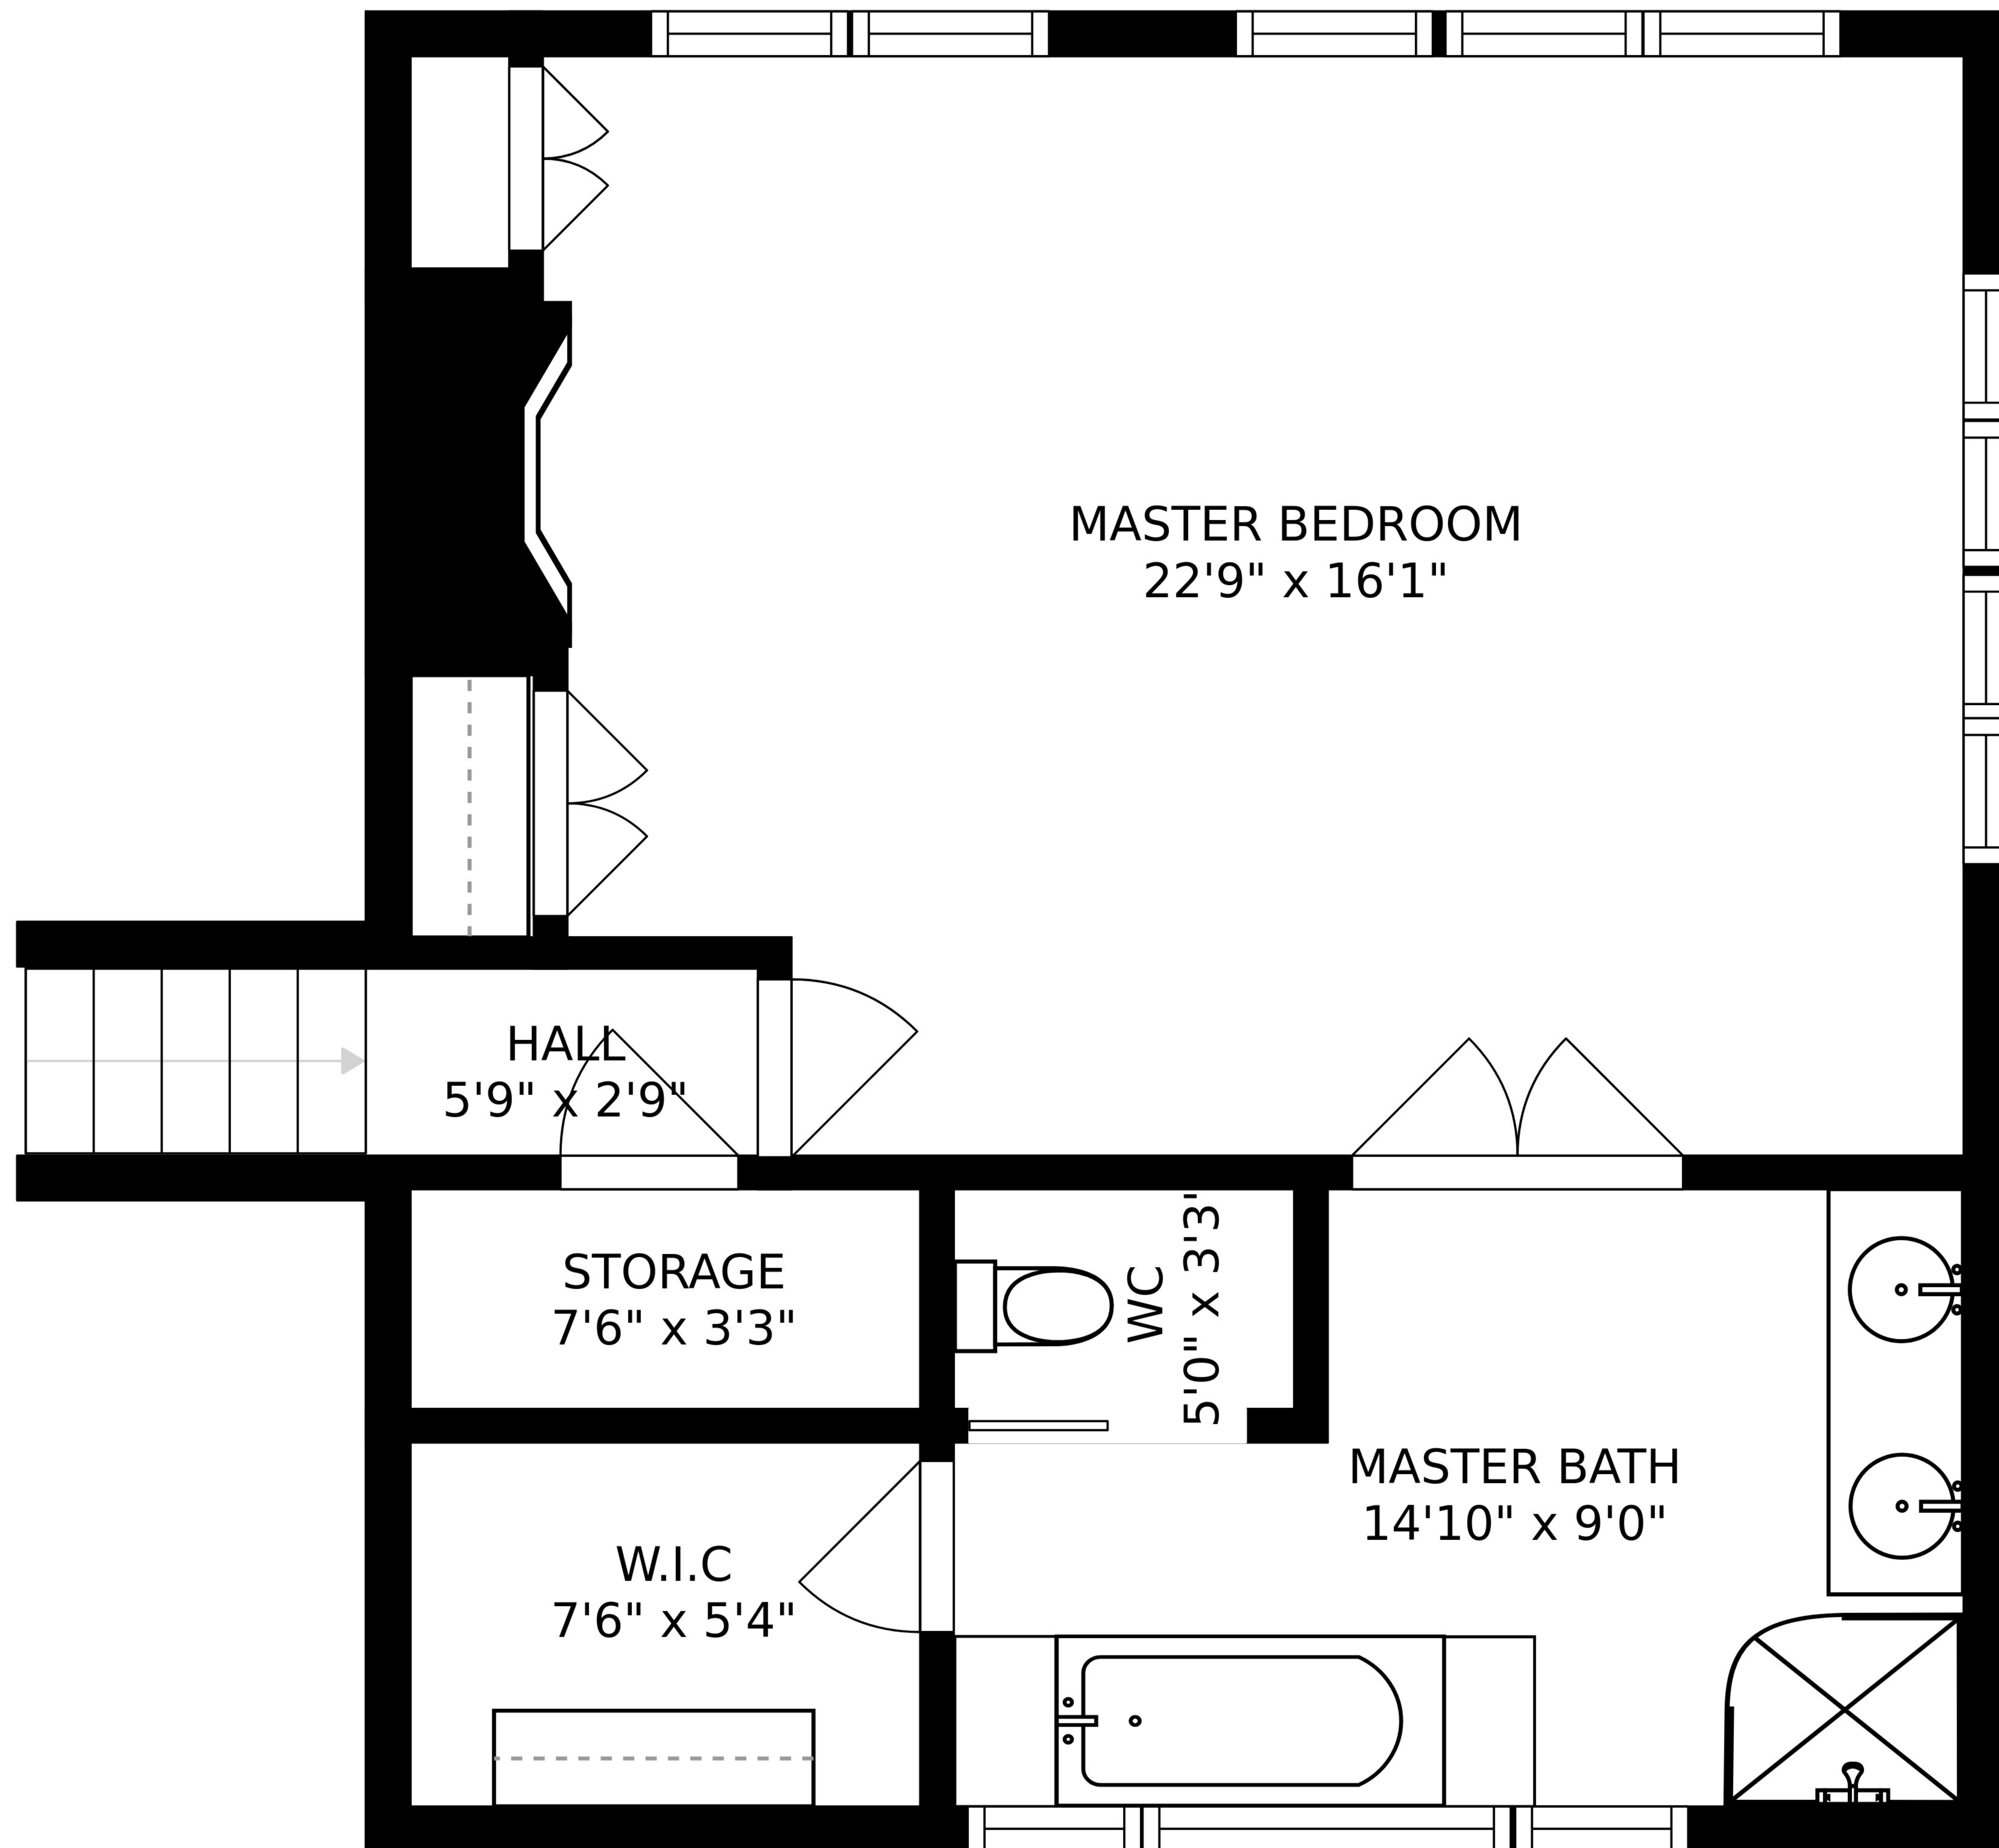 MASTER BEDROOM
22'9" x 16'1"
HALL
5'9" x 2'9"
STORAGE
7'6" x 3'3"
WC
5'0" x 3'3"
MASTER BATH
14'10" x 9'0"
W.I.C
7'6" x 5'4"